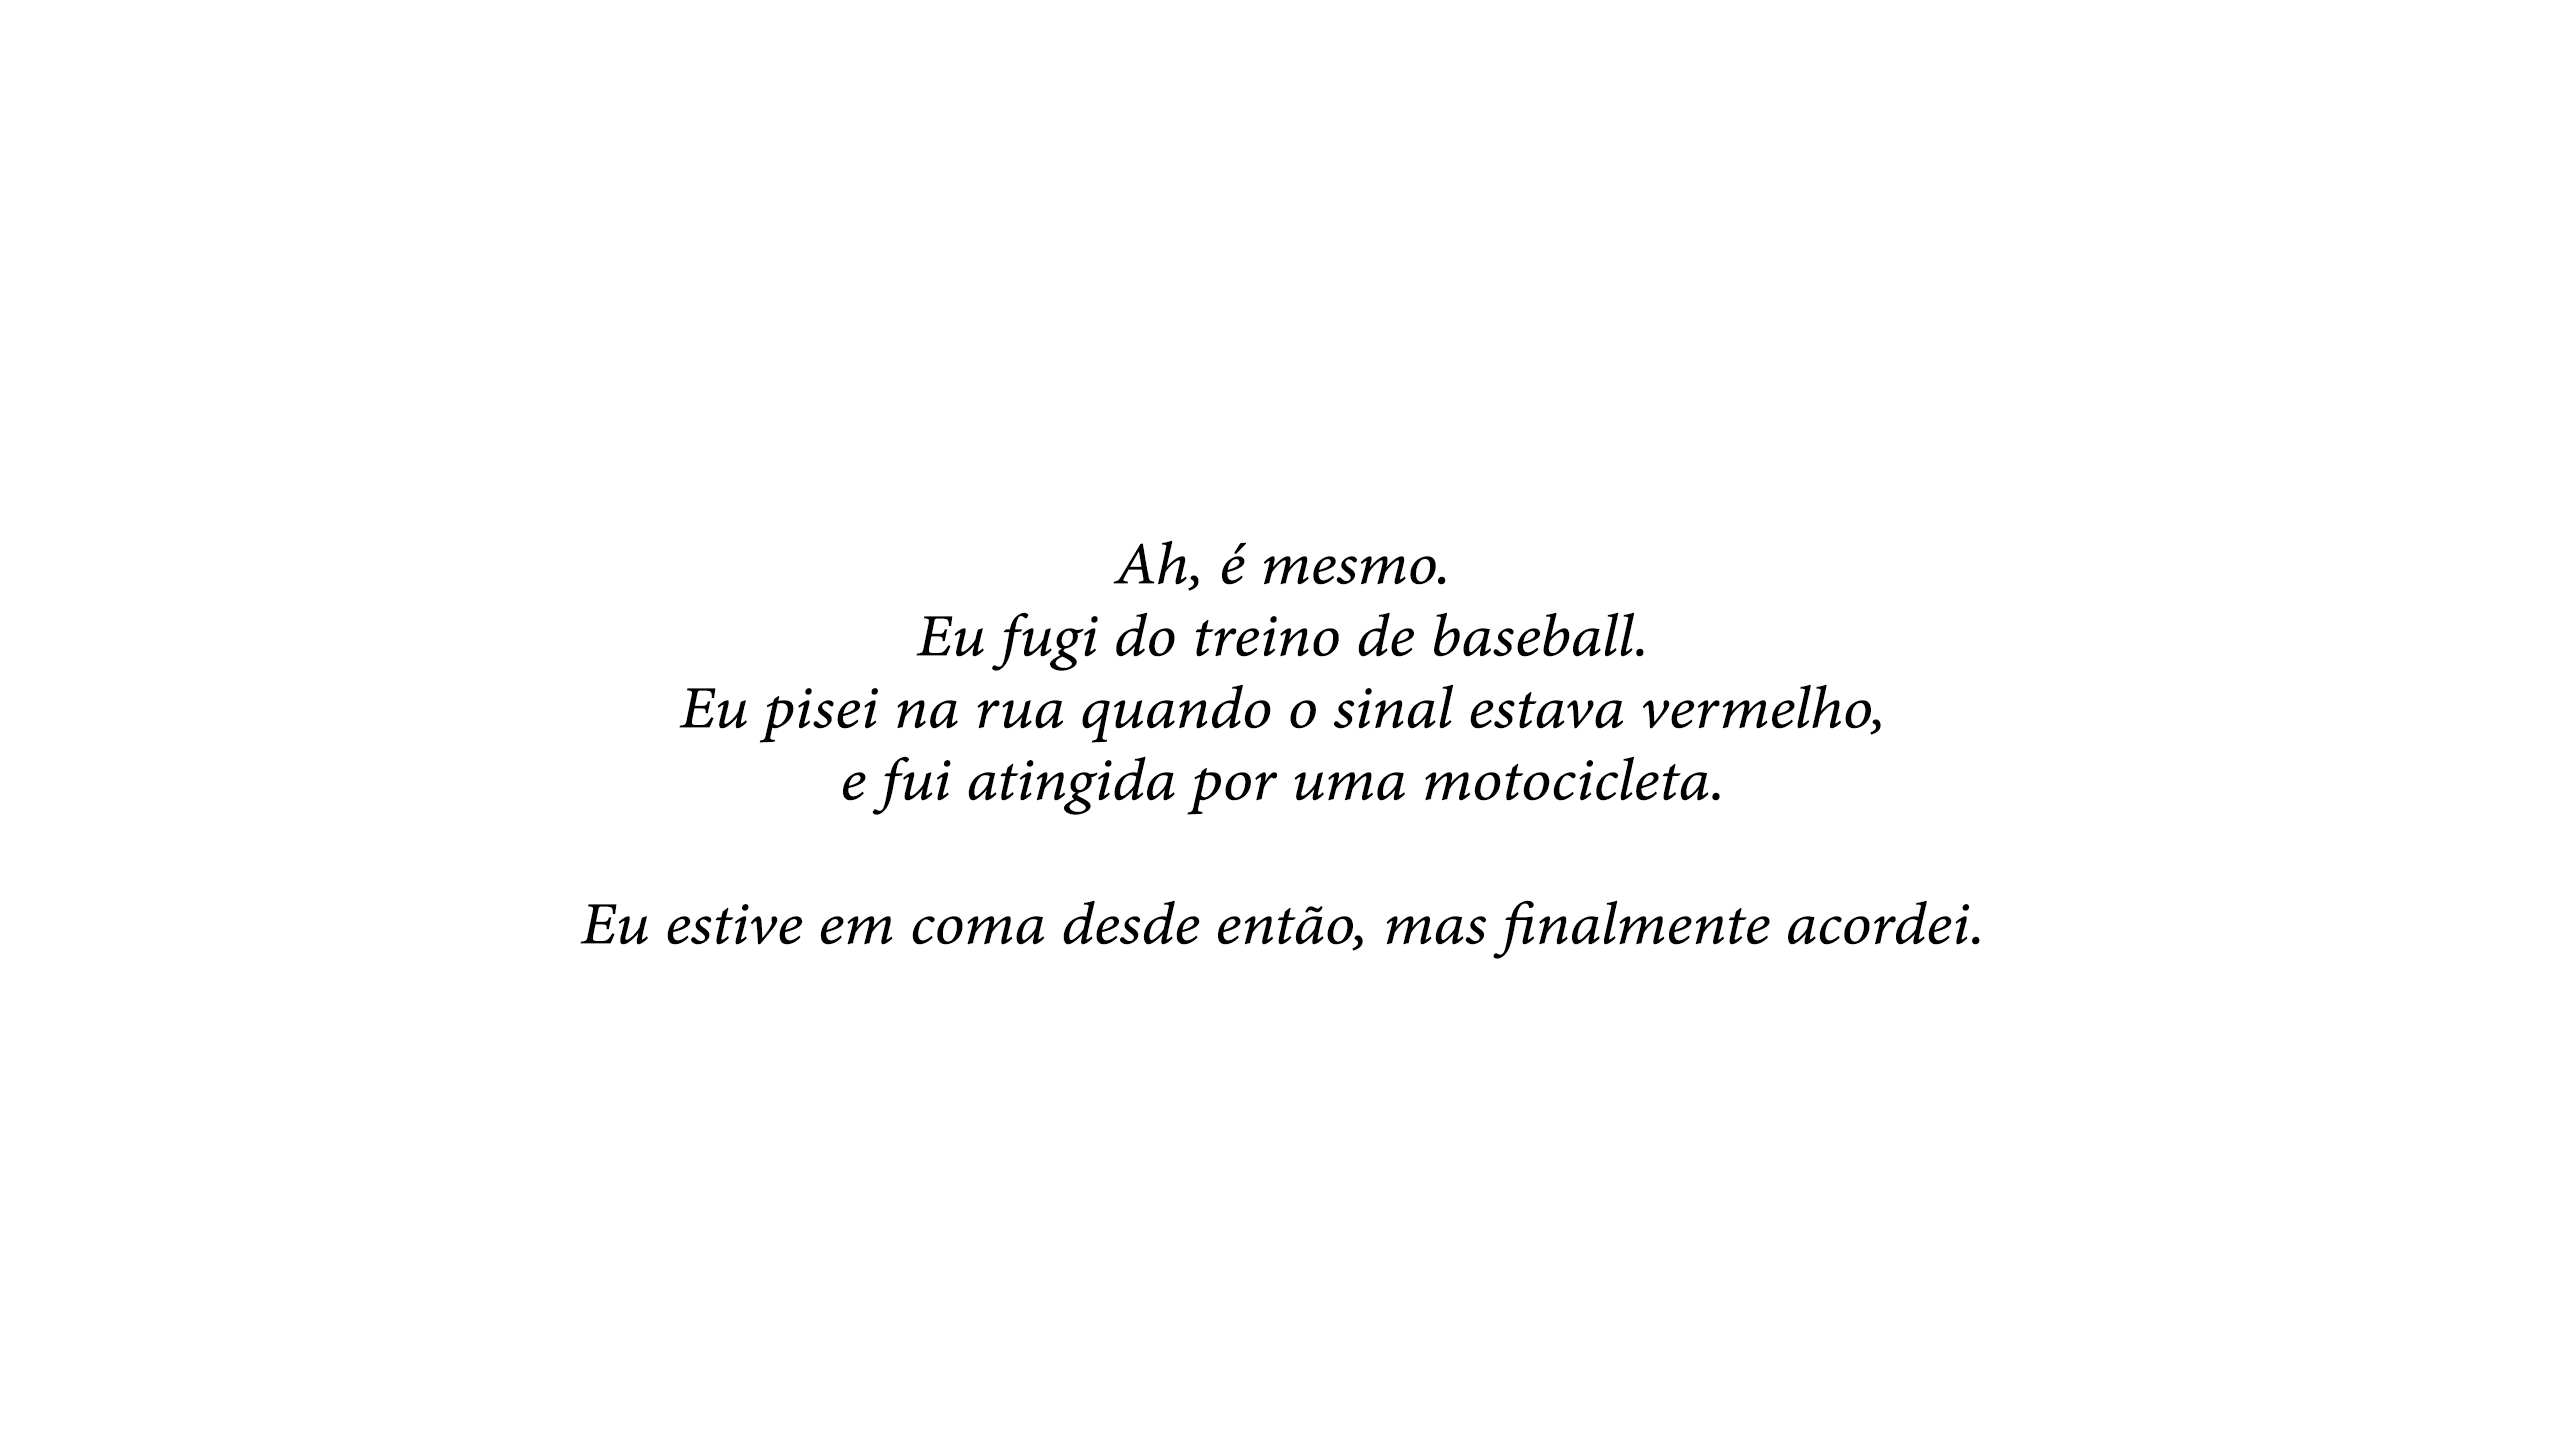 Ah, é mesmo.
Eu fugi do treino de baseball.
Eu pisei na rua quando o sinal estava vermelho,
e fui atingida por uma motocicleta.
Eu estive em coma desde então, mas finalmente acordei.